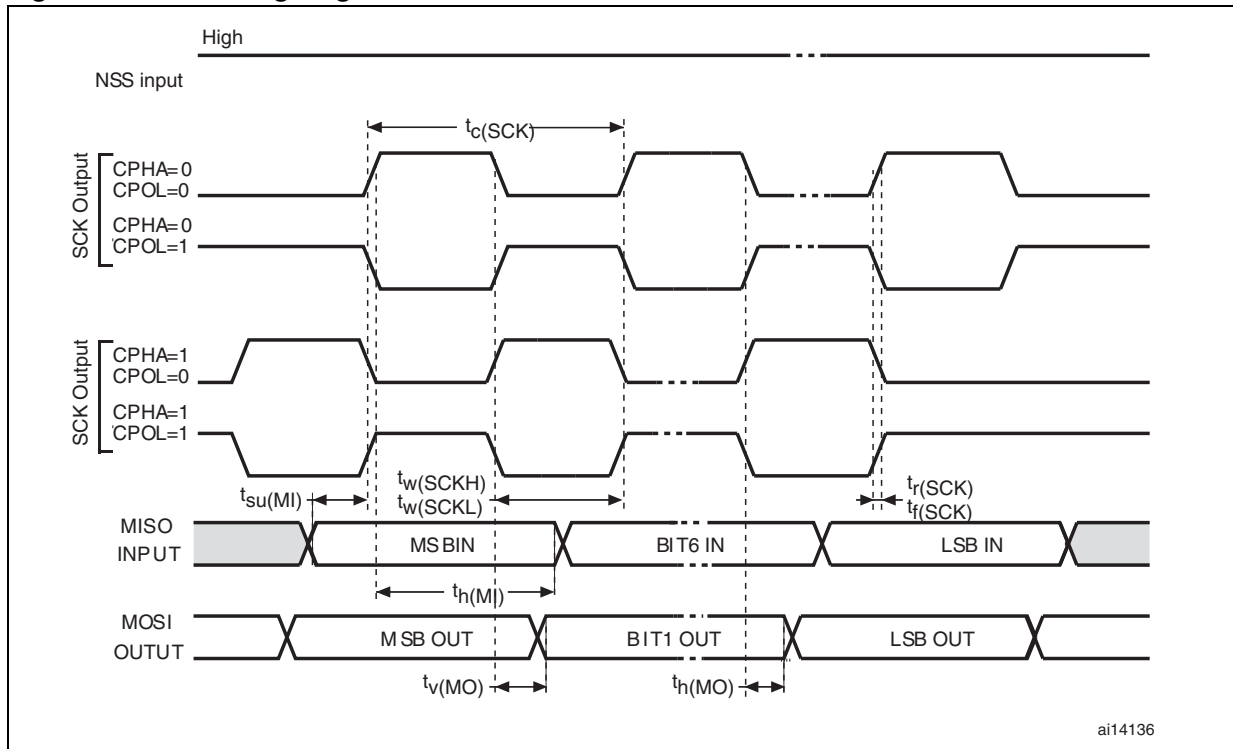 High
NSS input
tc(SCK)
SCK Output
CPHA=0
CPOL=0
CPHA=0
CPOL=1
SCK Output
CPHA=1
CPOL=0
CPHA=1
CPOL=1
tsu(MI)
tw(SCKH)
tw(SCKL)
tr(SCK)
tf(SCK)
MISO
INPUT
MSBIN
BIT6 IN
LSB IN
th(MI)
MOSI
OUTUT
MSB OUT
BIT1 OUT
LSB OUT
tv(MO)
th(MO)
ai14136